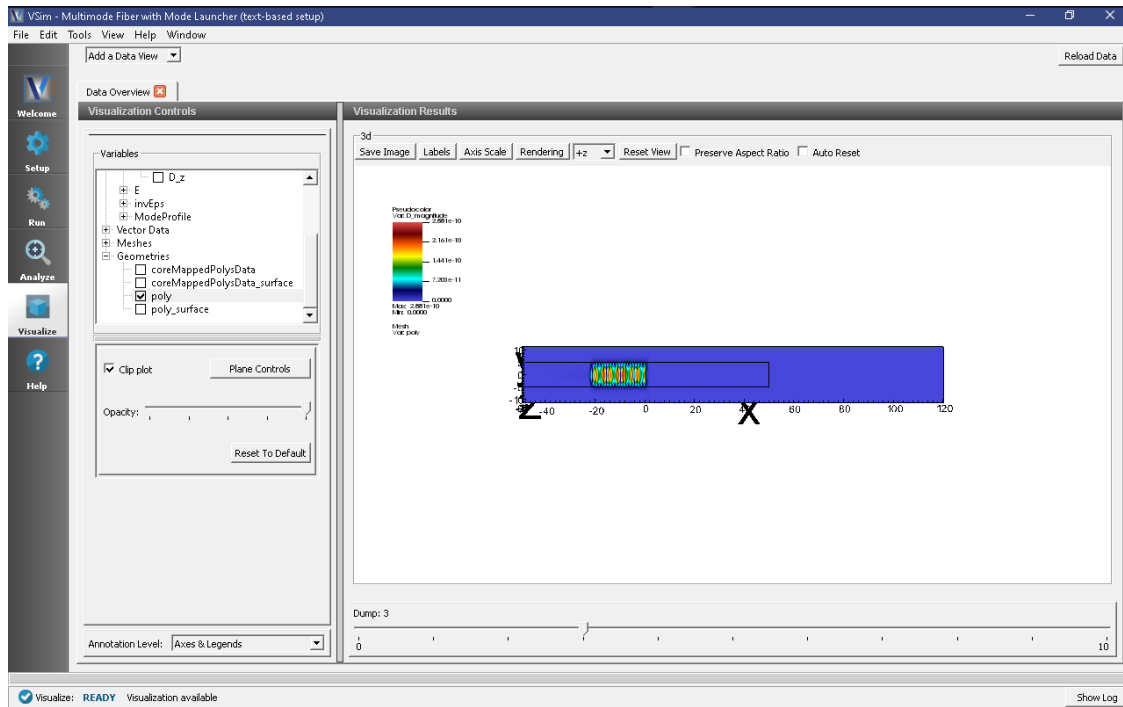 VSim - Multimode Fiber with Mode Launcher (text-based setup)
File Edit Tools View Help Window
Add a Data View
Reload Data
Data Overview
Welcome
Setup
Run
Analyze
Visualize
Help
Visualization Controls
Variables
D_z
E
invEps
ModeProfile
Vector Data
Meshes
Geometries
coreMappedPolysData
coreMappedPolysData_surface
poly
poly_surface
Clip plot Plane Controls
Opacity:
Reset To Default
Annotation Level: Axes & Legends
Visualization Results
3d
Save Image Labels Axis Scale Rendering +z Reset View Preserve Aspect Ratio Auto Reset
Pseudocolor
Var: D_magnitude
2.881e-10
2.161e-10
1.441e-10
7.203e-11
0.0000
Max: 2.881e-10
Min: 0.0000
Mesh
Var: poly
-40 -20 0 20 60 80 100 120
Z X
Dump: 3
0 10
Visualize: READY Visualization available
Show Log